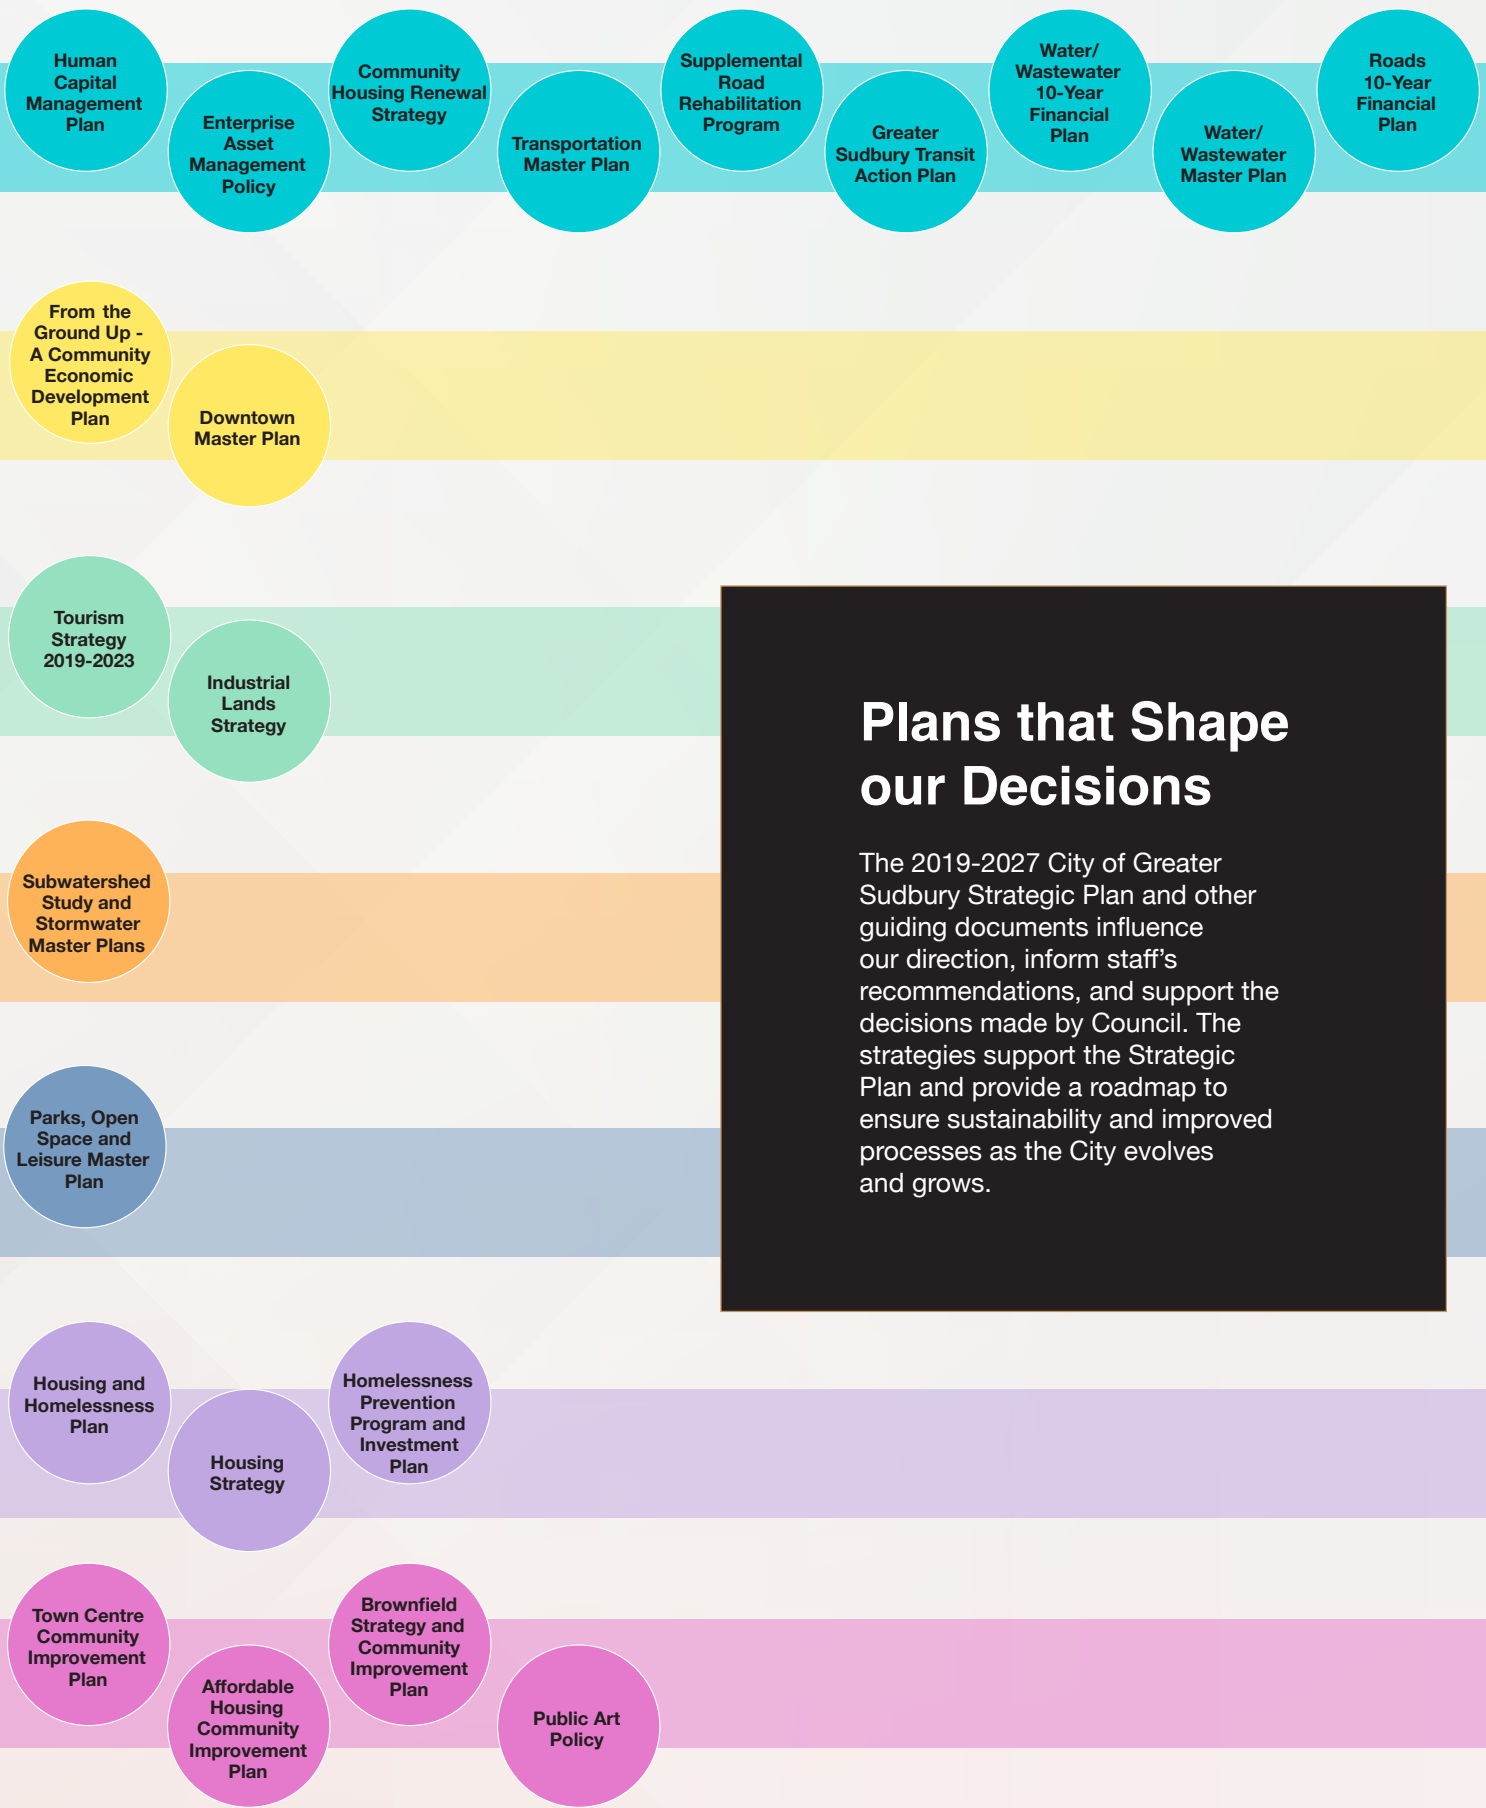 Human
Capital
Management
Plan
Enterprise
Asset
Management
Policy
Community
Housing Renewal
Strategy
Transportation
Master Plan
Supplemental
Road
Rehabilitation
Program
Greater
Sudbury Transit
Action Plan
Water/
Wastewater
10-Year
Financial
Plan
Water/
Wastewater
Master Plan
Roads
10-Year
Financial
Plan
From the
Ground Up -
A Community
Economic
Development
Plan
Downtown
Master Plan
Tourism
Strategy
2019-2023
Industrial
Lands
Strategy
Subwatershed
Study and
Stormwater
Master Plans
Parks, Open
Space and
Leisure Master
Plan
Plans that Shape
our Decisions
The 2019-2027 City of Greater
Sudbury Strategic Plan and other
guiding documents influence
our direction, inform staff’s
recommendations, and support the
decisions made by Council. The
strategies support the Strategic
Plan and provide a roadmap to
ensure sustainability and improved
processes as the City evolves
and grows.
Housing and
Homelessness
Plan
Housing
Strategy
Homelessness
Prevention
Program and
Investment
Plan
Town Centre
Community
Improvement
Plan
Affordable
Housing
Community
Improvement
Plan
Brownfield
Strategy and
Community
Improvement
Plan
Public Art
Policy